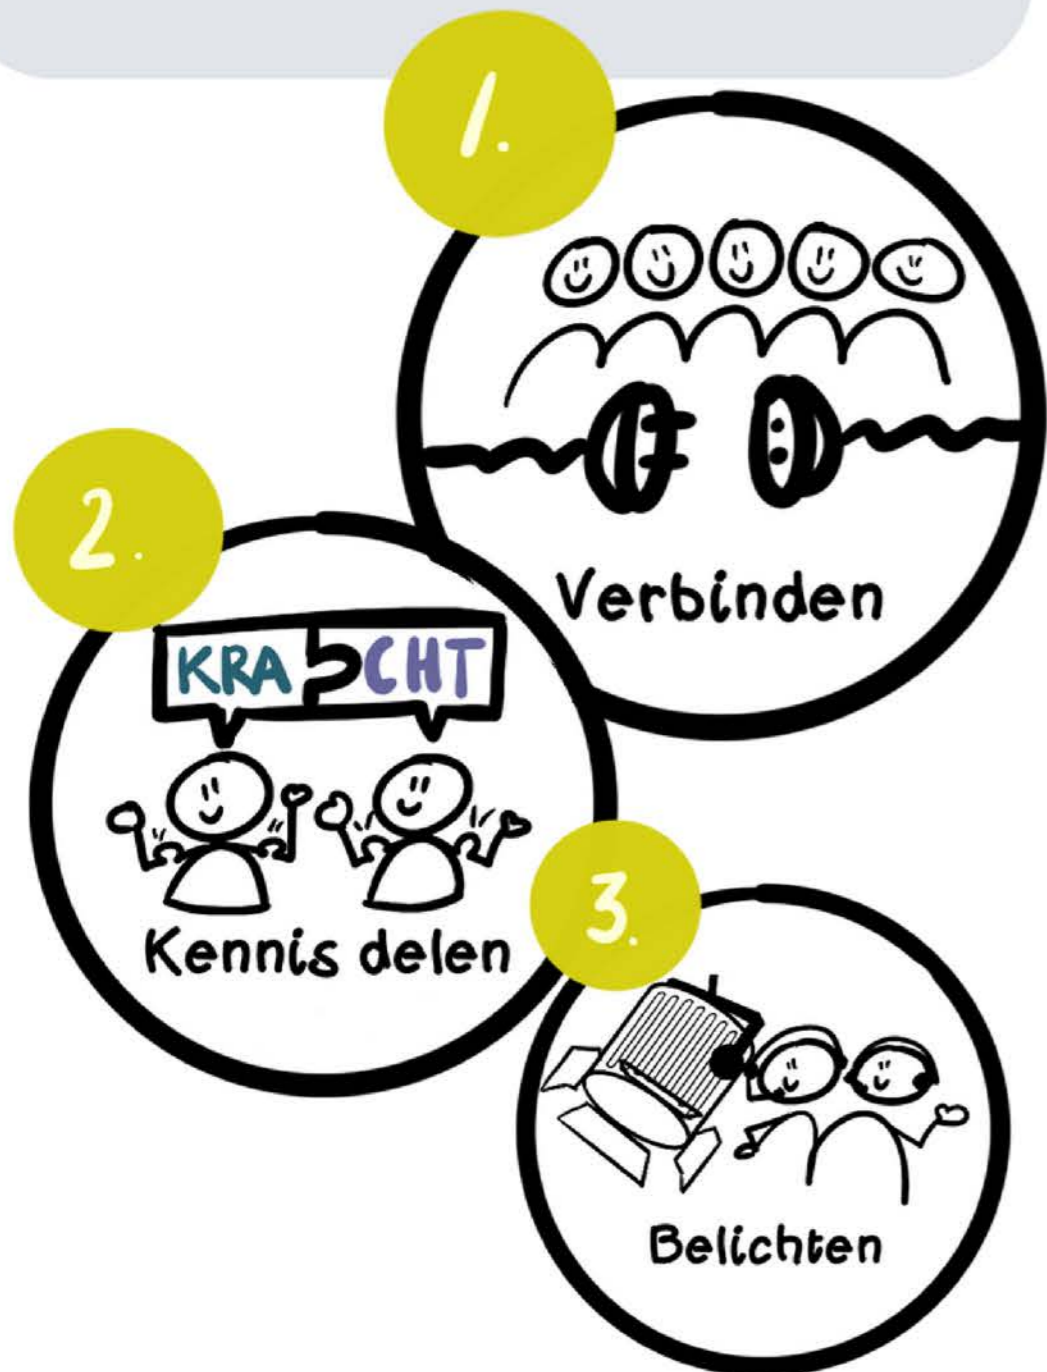 1.
Verbinden
2.
KRA CHT
Kennis delen
3.
Belichten